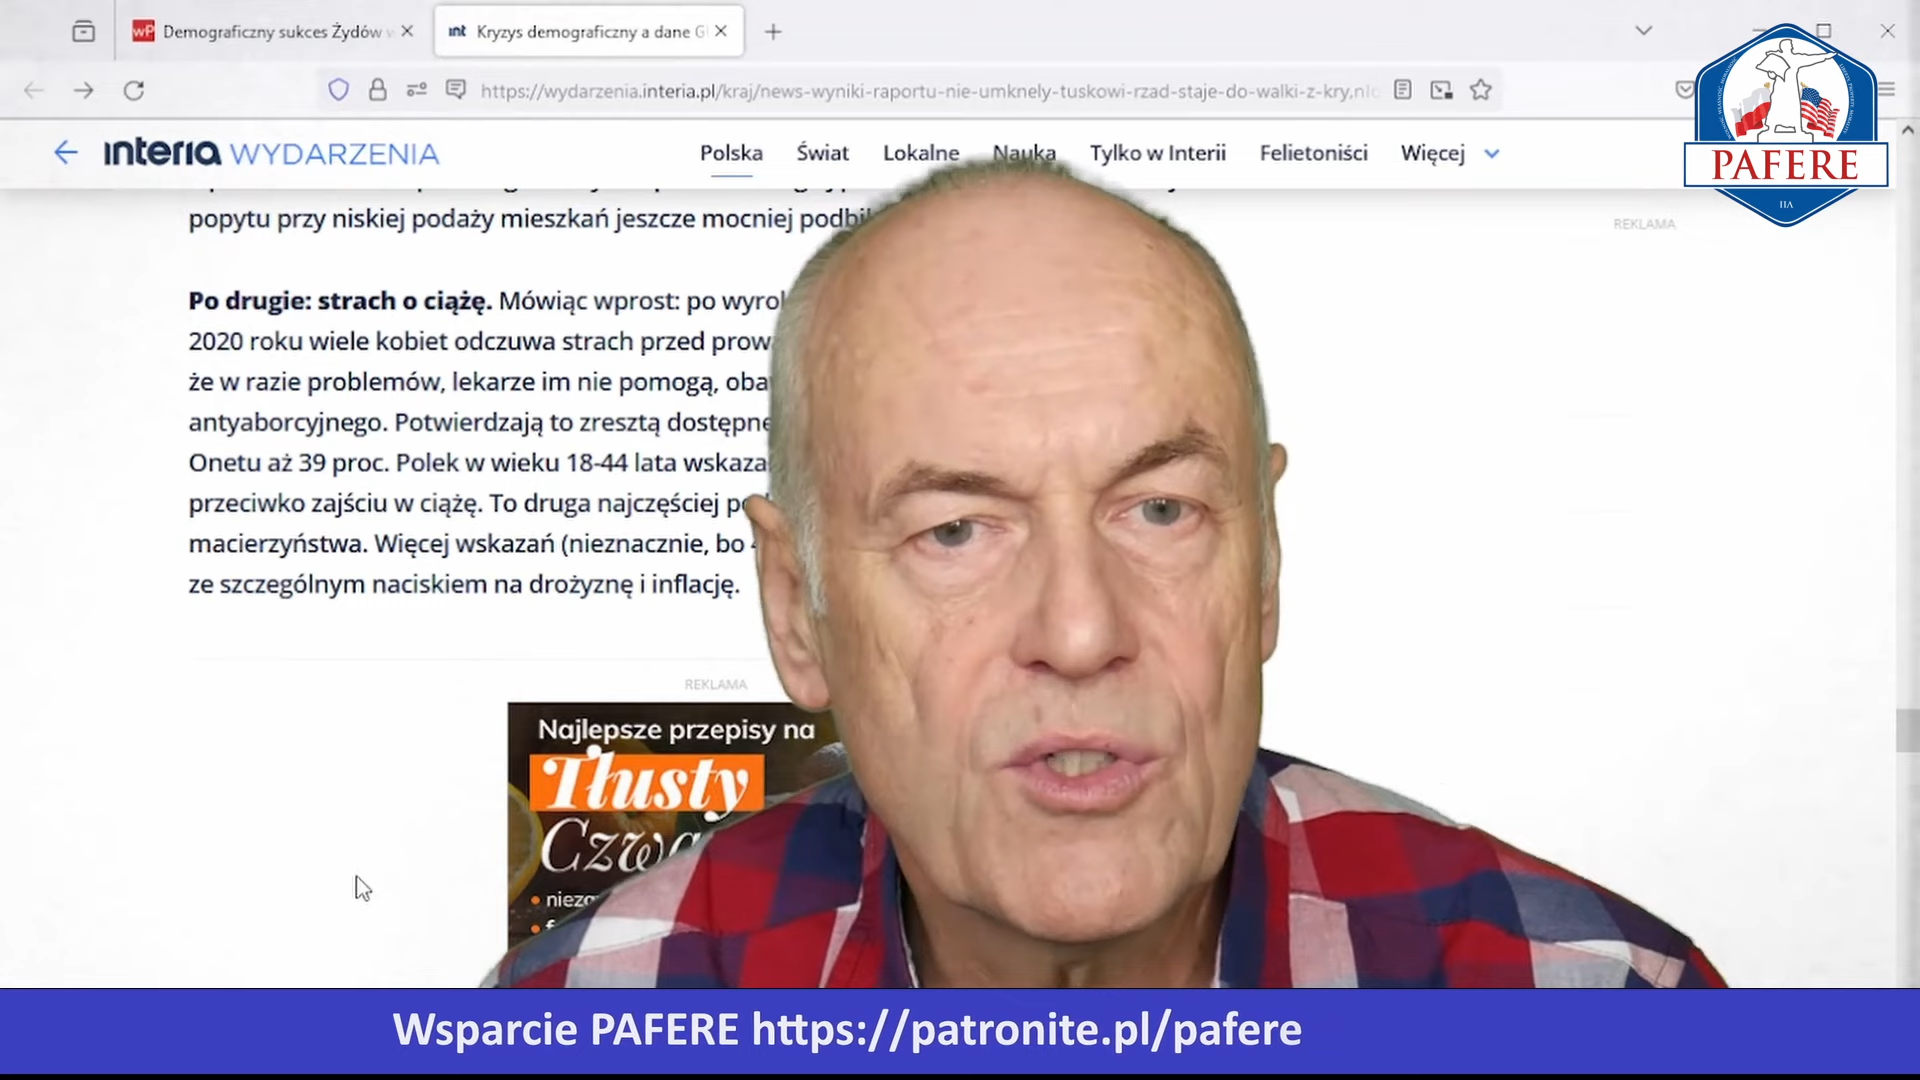 Demograficzny sukces Żydów
Kryzys demograficzny a dane G
https://wydarzenia.interia.pl/kraj/news-wyniki-raportu-nie-umknely-tuskowi-rzad-staje-do-walki-z-kry,
interia WYDARZENIA
Polska Świat Lokalne Nauka Tylko w Interii Felietoniści Więcej
PAFERE
REKLAMA
popytu przy niskiej podaży mieszkań jeszcze mocniej podbi
Po drugie: strach o ciążę. Mówiąc wprost: po wyro
2020 roku wiele kobiet odczuwa strach przed prow
że w razie problemów, lekarze im nie pomogą, oba
antyaborcyjnego. Potwierdzają to zresztą dostępne
Onetu aż 39 proc. Polek w wieku 18-44 lata wskaza
przeciwko zajściu w ciążę. To druga najczęściej po
macierzyństwa. Więcej wskazań (nieznacznie, bo
ze szczególnym naciskiem na drożyznę i inflację.
REKLAMA
Najlepsze przepisy na
Tłusty
Czwa
Wsparcie PAFERE https://patronite.pl/pafere